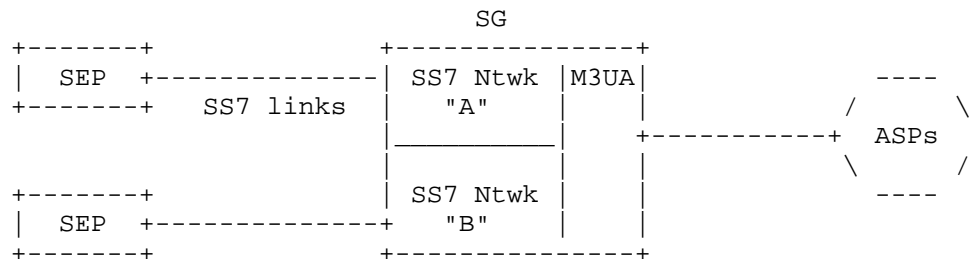 SG
SEP SS7 Ntwk M3UA
SS7 links "A"
ASPs
SS7 Ntwk
SEP "B"